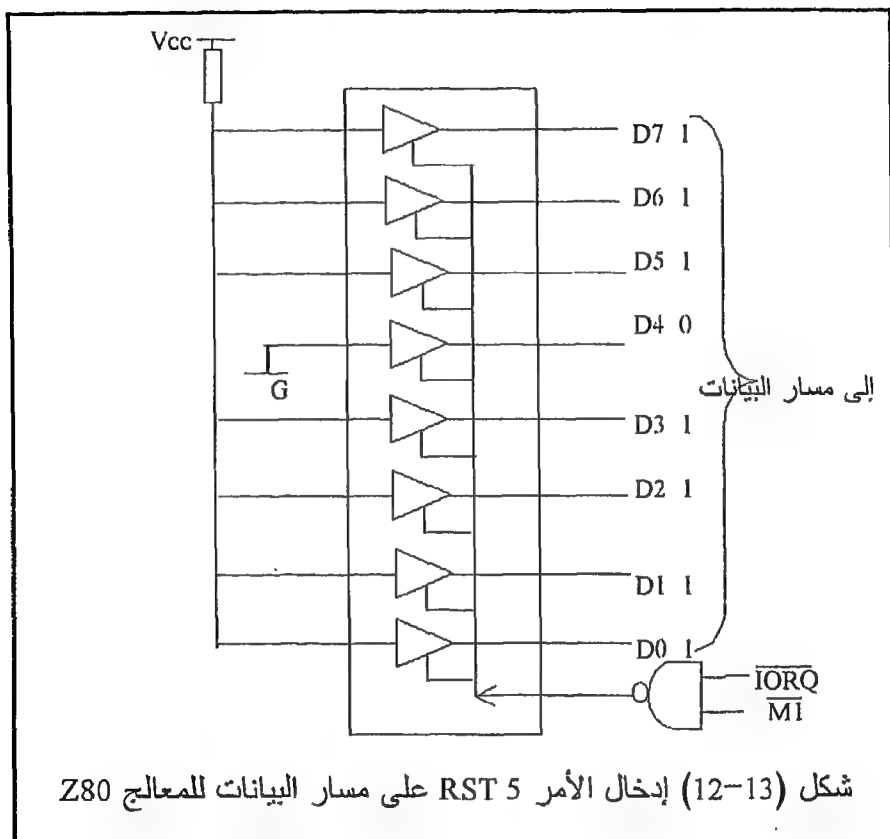 Vcc
D7 1
D6 1
D5 1
D4 0
G
إلى مسار البيانات
D3 1
D2 1
D1 1
D0 1
IORQ
M1
شكل (12-13) إدخال الأمر RST 5 على مسار البيانات للمعالج Z80